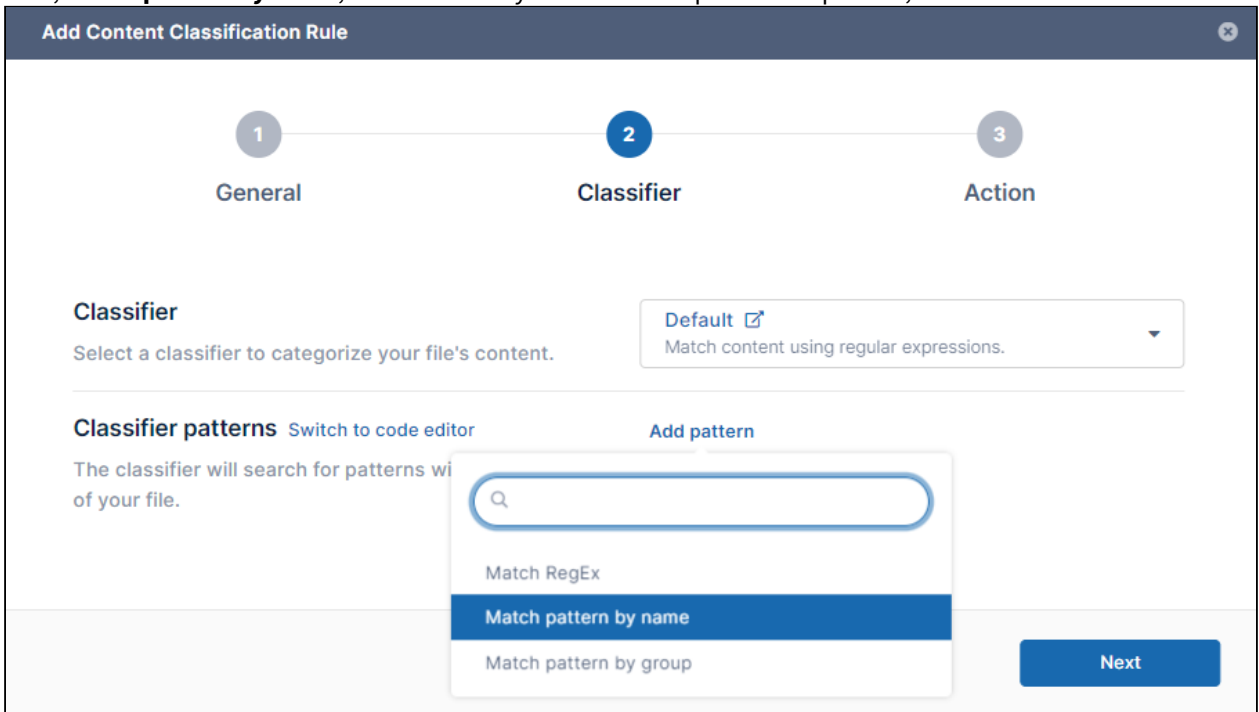 Add Content Classification Rule
1
2
3
General
Classifier
Action
Classifier
Select a classifier to categorize your file's content.
Default
Match content using regular expressions.
Classifier patterns Switch to code editor
Add pattern
The classifier will search for patterns wi
of your file.
Match RegEx
Match pattern by name
Match pattern by group
Next